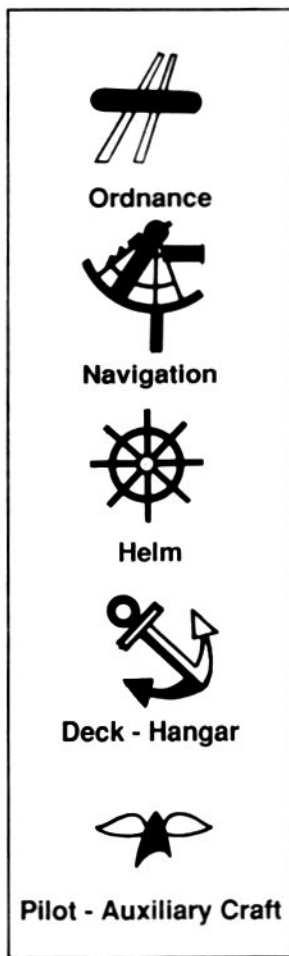 Ordnance
Navigation
Helm
Deck - Hangar
Pilot - Auxiliary Craft